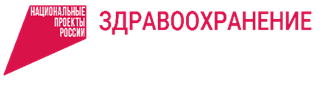 НАЦИОНАЛЬНЫЕ
ПРОЕКТЫ
РОССИИ
ЗДРАВООХРАНЕНИЕ